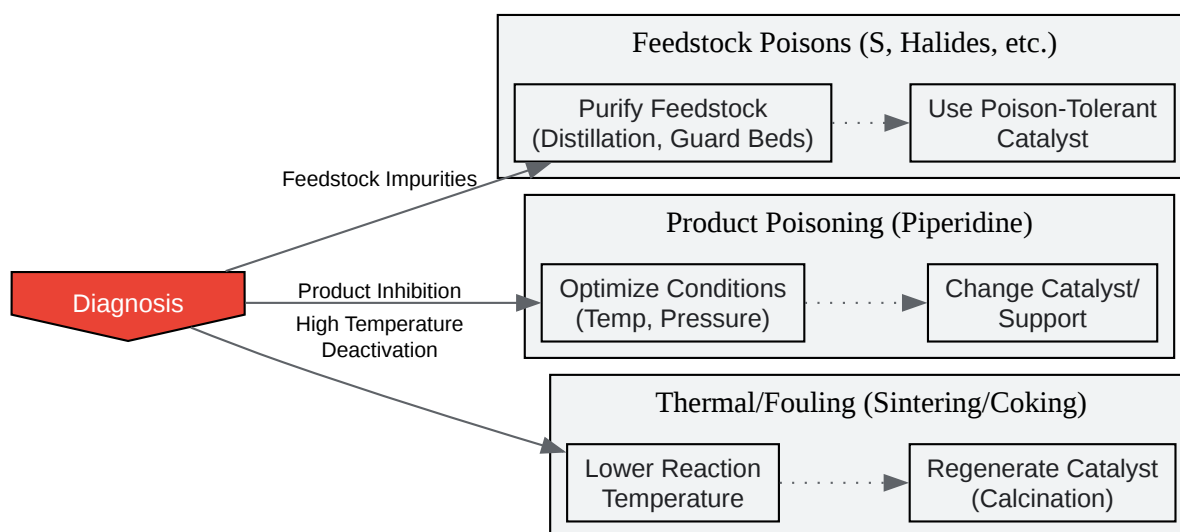 Feedstock Poisons (S, Halides, etc.)
Purify Feedstock
(Distillation, Guard Beds)
Use Poison-Tolerant
Catalyst
Feedstock Impurities
Product Poisoning (Piperidine)
Diagnosis
Product Inhibition
Optimize Conditions
(Temp, Pressure)
Change Catalyst/
Support
High Temperature
Deactivation
Thermal/Fouling (Sintering/Coking)
Lower Reaction
Temperature
Regenerate Catalyst
(Calcination)